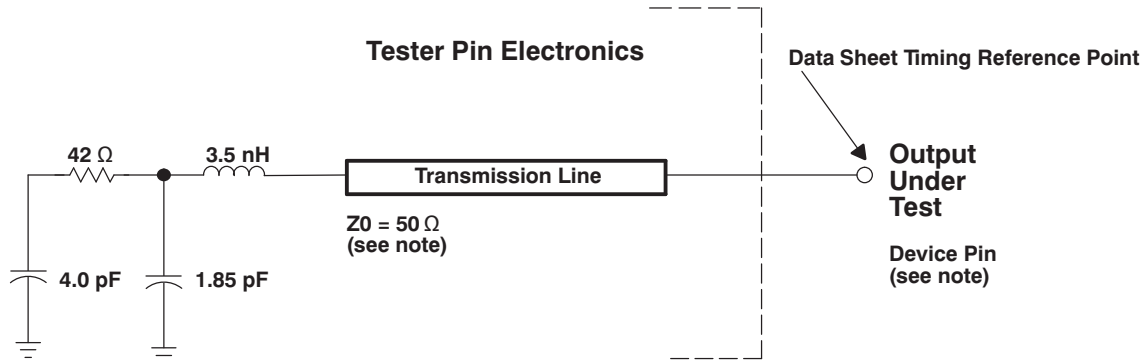 Tester Pin Electronics
Data Sheet Timing Reference Point
42 Ω
3.5 nH
Transmission Line
Output
Under
Test
Z0 = 50 Ω
(see note)
Device Pin
(see note)
4.0 pF
1.85 pF